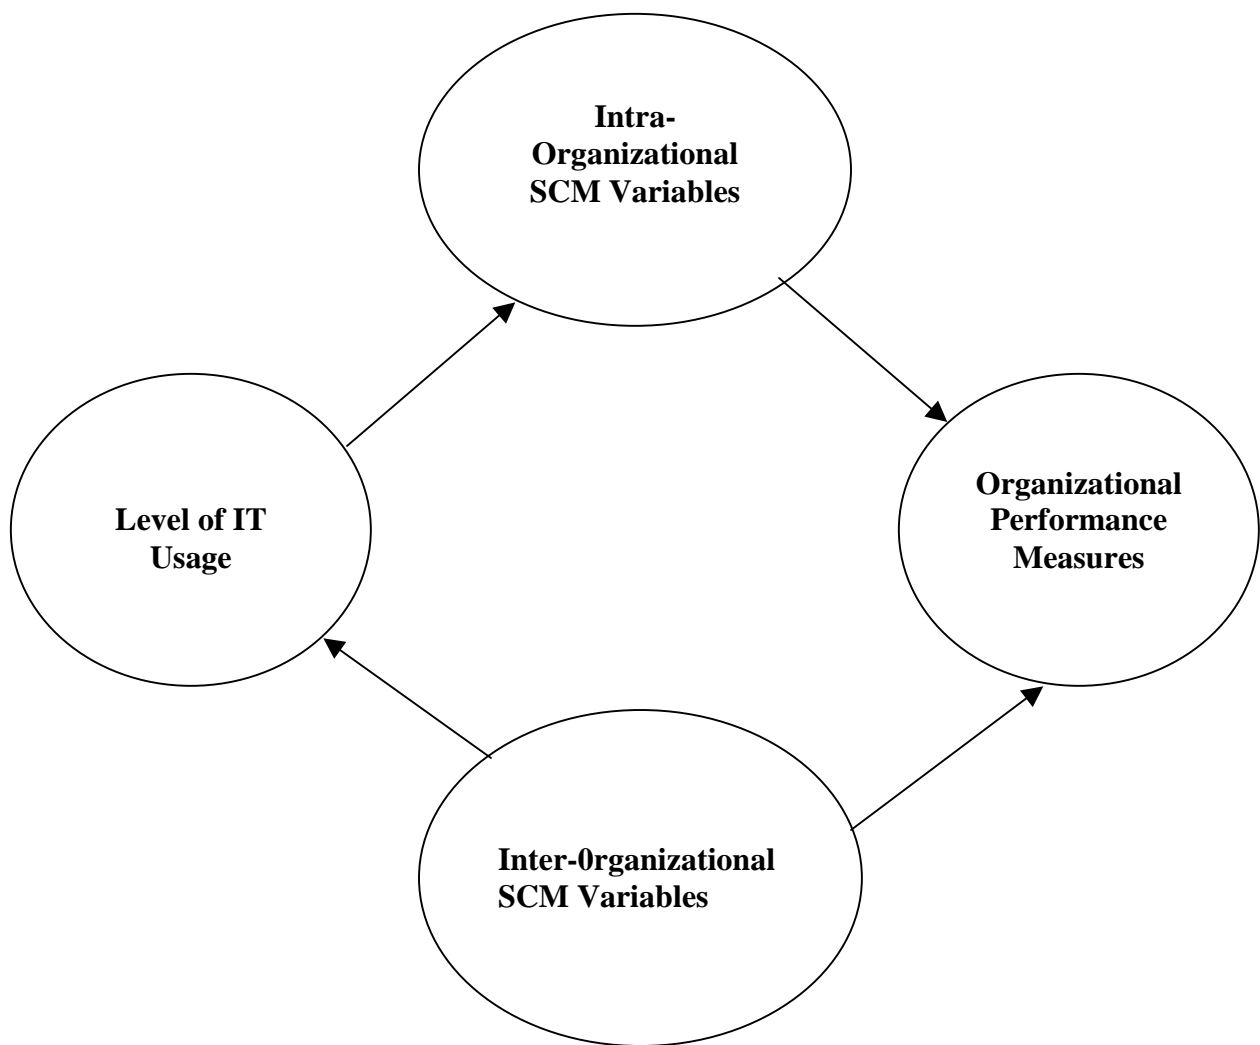 Intra-
Organizational
SCM Variables
Level of IT
Usage
Organizational
Performance
Measures
Inter-0rganizational
SCM Variables